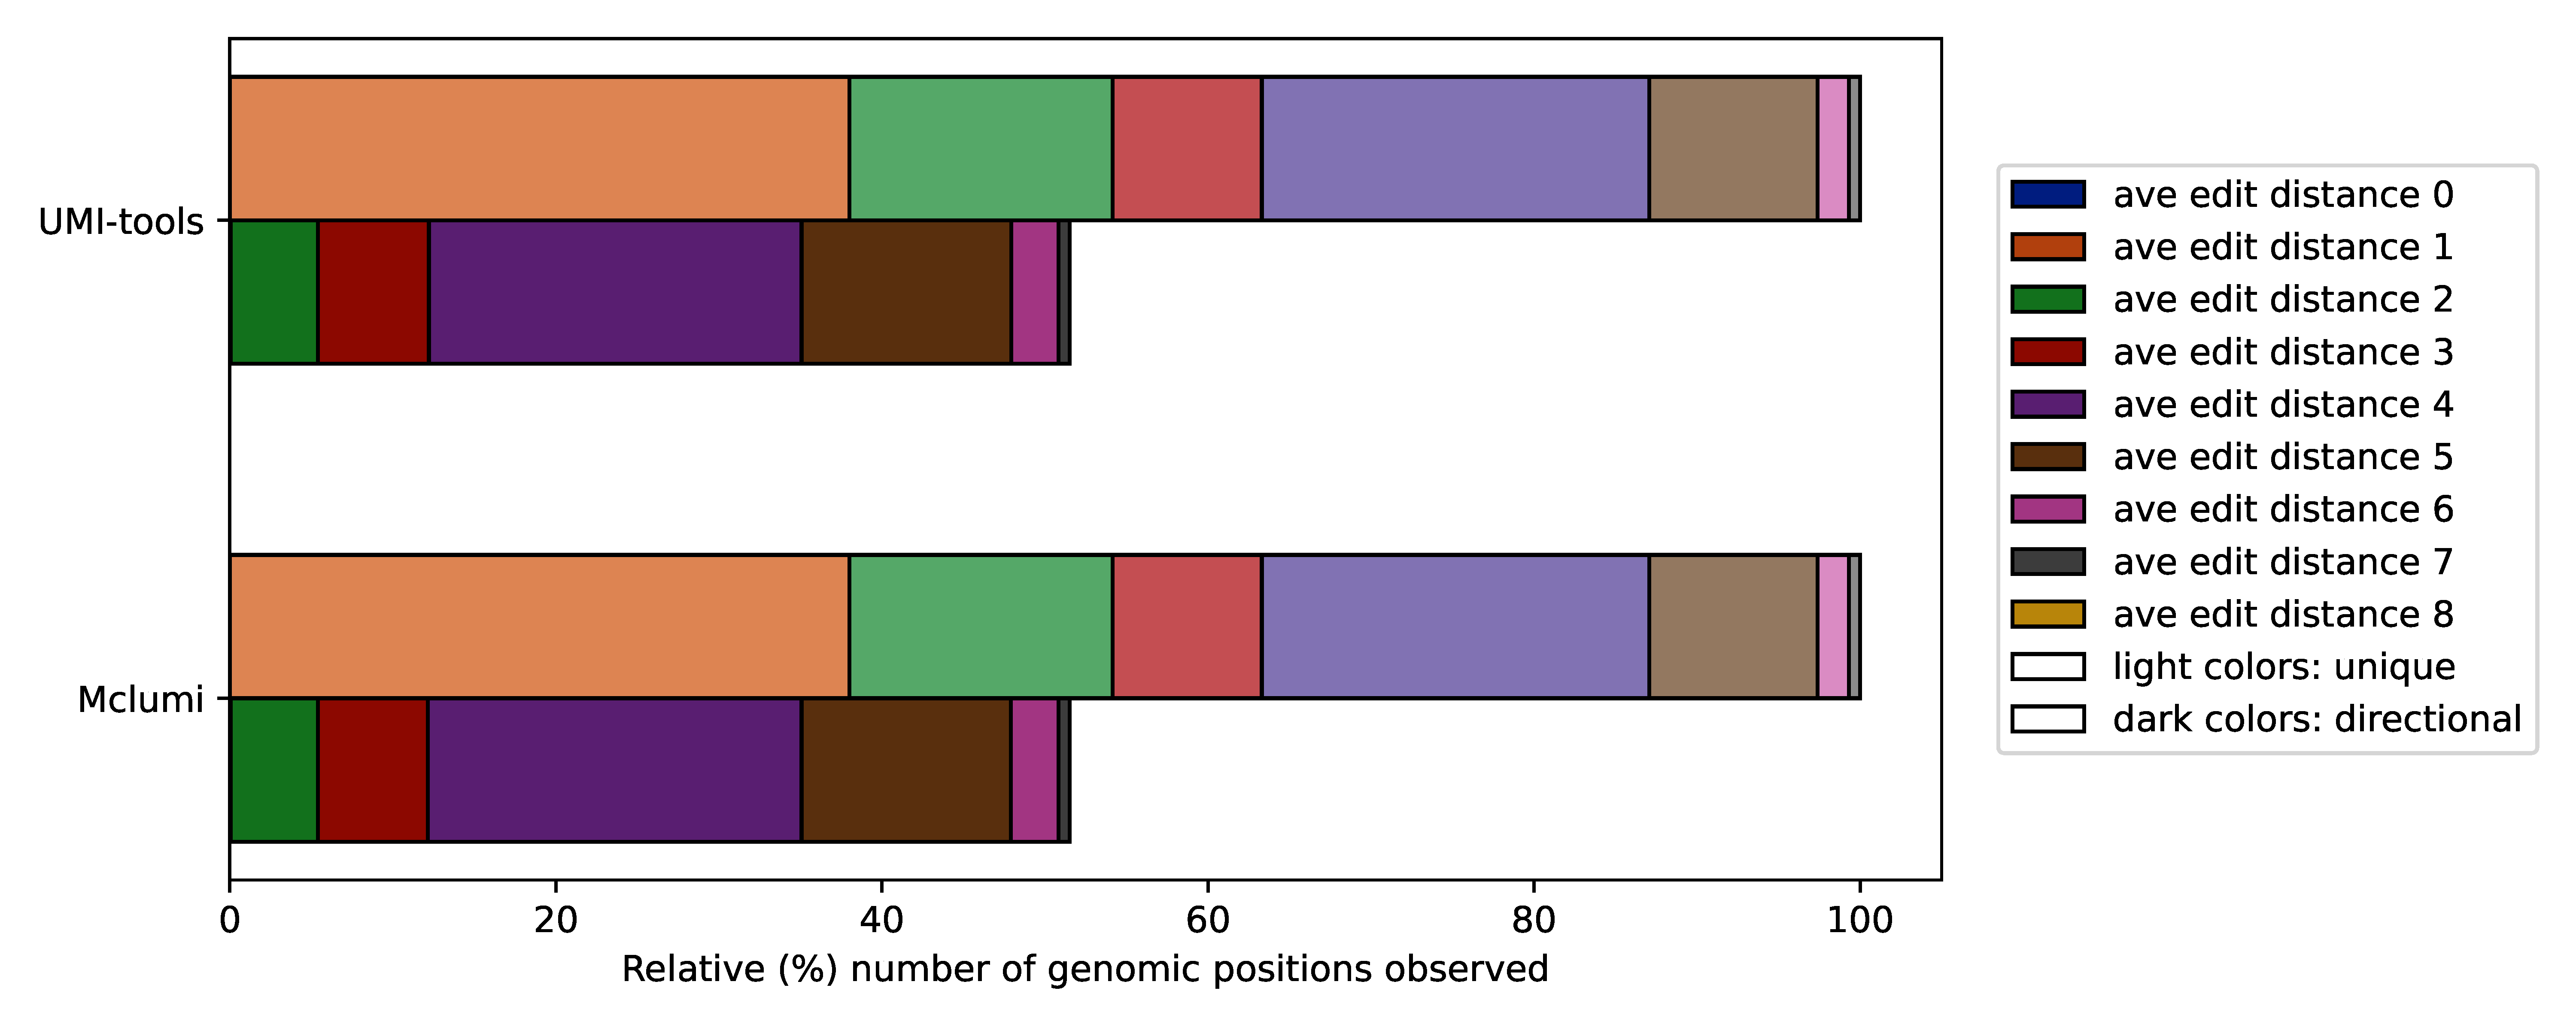 UMI-tools
Mclumi
0 20 40 60 80 100
Relative (%) number of genomic positions observed
ave edit distance 0
ave edit distance 1
ave edit distance 2
ave edit distance 3
ave edit distance 4
ave edit distance 5
ave edit distance 6
ave edit distance 7
ave edit distance 8
light colors: unique
dark colors: directional